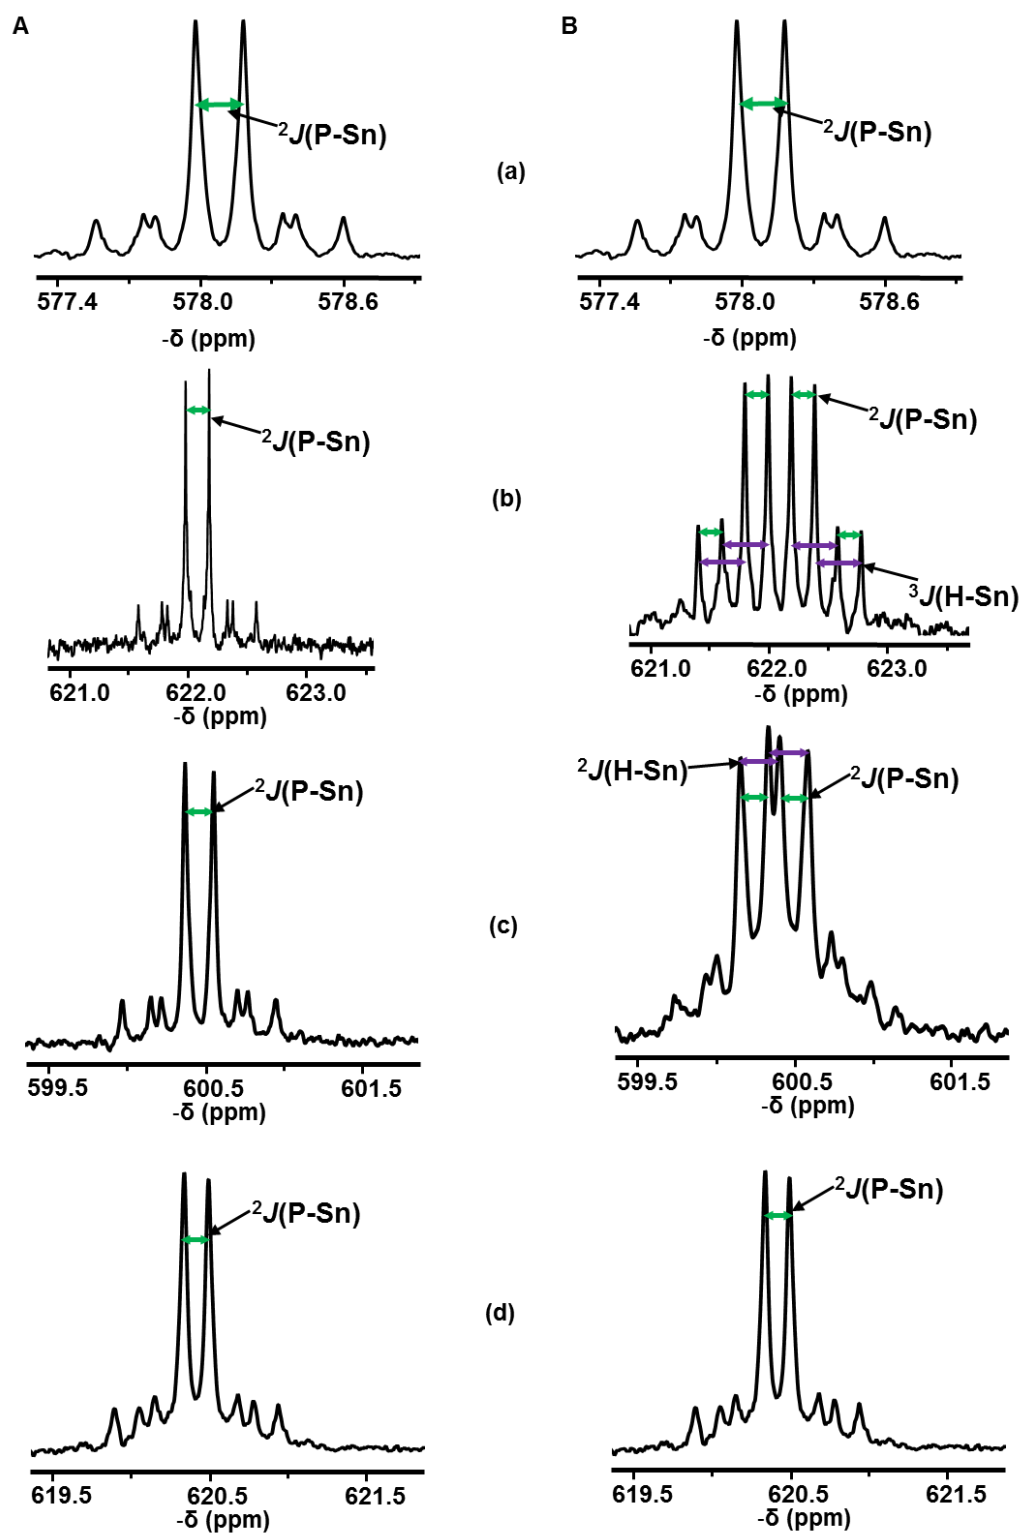 A B
²J(P-Sn) ²J(P-Sn)
(a)
577.4 578.0 578.6 577.4 578.0 578.6
-δ (ppm) -δ (ppm)
²J(P-Sn) ²J(P-Sn)
(b)
³J(H-Sn)
621.0 622.0 623.0 621.0 622.0 623.0
-δ (ppm) -δ (ppm)
²J(P-Sn) ²J(H-Sn) ²J(P-Sn)
(c)
599.5 600.5 601.5 599.5 600.5 601.5
-δ (ppm) -δ (ppm)
²J(P-Sn) ²J(P-Sn)
(d)
619.5 620.5 621.5 619.5 620.5 621.5
-δ (ppm) -δ (ppm)